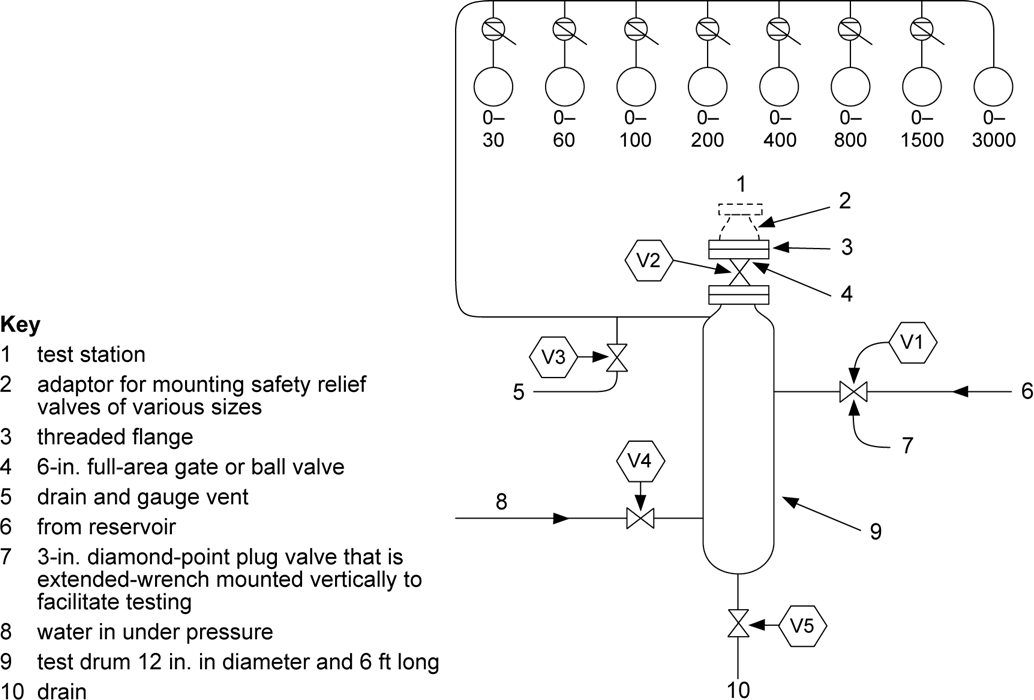 0– 0– 0– 0– 0– 0– 0– 0–
30 60 100 200 400 800 1500 3000
1
2
3
V2
4
V3
V1
5
6
7
V4
8
9
V5
10
Key
1 test station
2 adaptor for mounting safety relief
valves of various sizes
3 threaded flange
4 6-in. full-area gate or ball valve
5 drain and gauge vent
6 from reservoir
7 3-in. diamond-point plug valve that is
extended-wrench mounted vertically to
facilitate testing
8 water in under pressure
9 test drum 12 in. in diameter and 6 ft long
10 drain